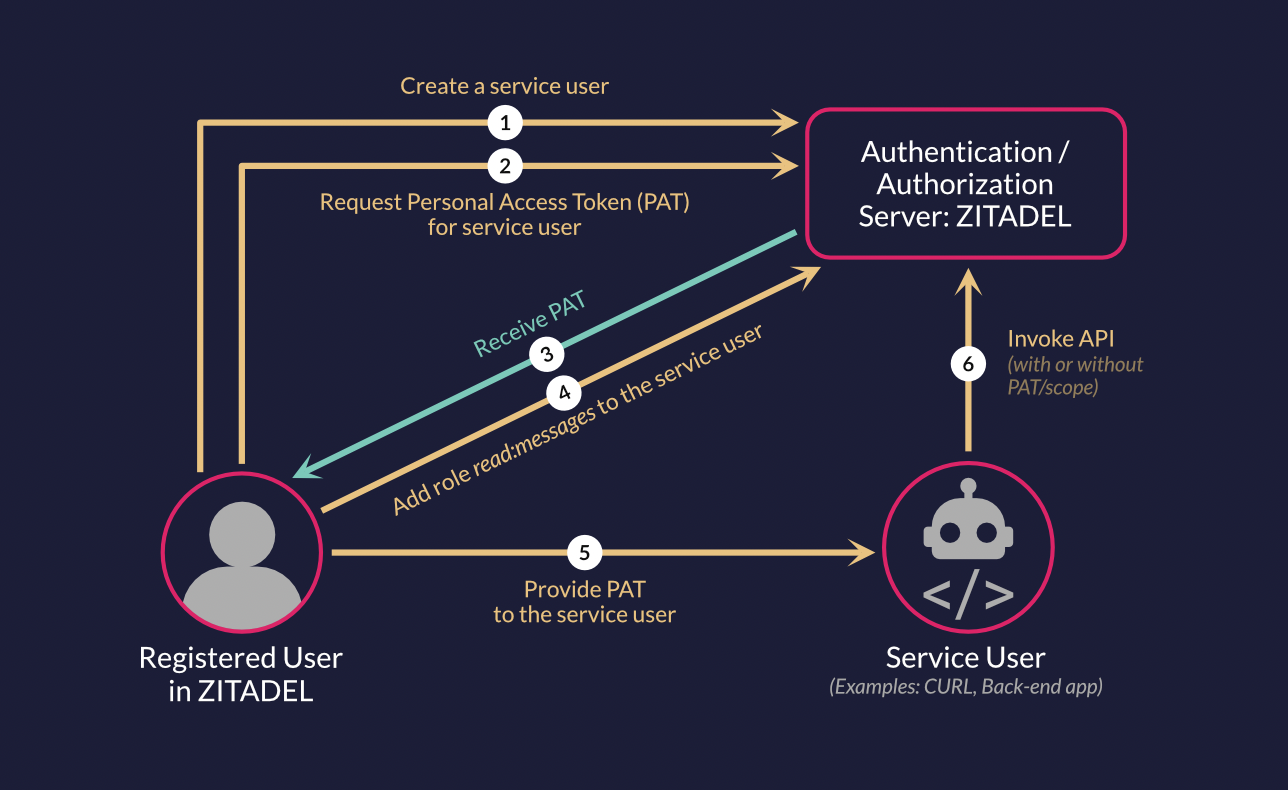 Create a service user
1
2
Request Personal Access Token (PAT)
for service user
Authentication /
Authorization
Server: ZITADEL
Receive PAT
3
4
Add role read:messages to the service user
Invoke API
(with or without
PAT/scope)
6
5
Provide PAT
to the service user
</>
Registered User
in ZITADEL
Service User
(Examples: CURL, Back-end app)